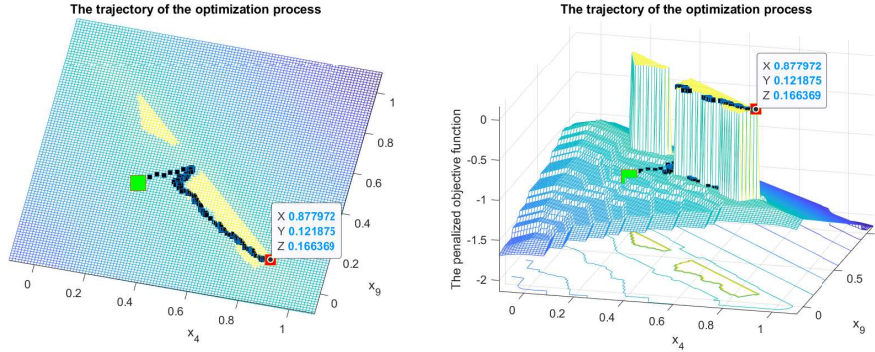 The trajectory of the optimization process
X 0.877972
Y 0.121875
Z 0.166369
0
0.2
0.4
0.6
0.8
1
x4
0
0.2
0.4
0.6
0.8
1
x9
The trajectory of the optimization process
X 0.877972
Y 0.121875
Z 0.166369
The penalized objective function
0
-0.5
-1
-1.5
-2
0
0.2
0.4
0.6
0.8
1
x4
0
0.5
x9